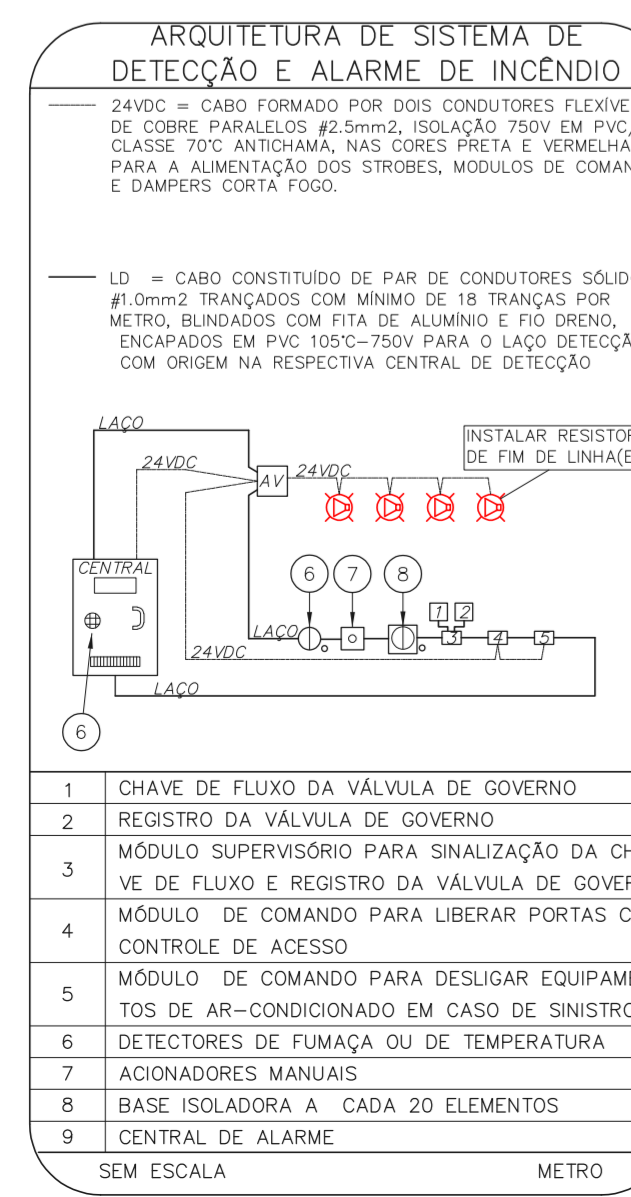 ARQUITETURA DE SISTEMA DE
DETECÇÃO E ALARME DE INCÊNDIO
24VDC = CABO FORMADO POR DOIS CONDUTORES FLEXÍVE
DE COBRE PARALELOS #2.5mm2, ISOLAÇÃO 750V EM PVC/
CLASSE 70°C ANTICHAMA, NAS CORES PRETA E VERMELHA
PARA A ALIMENTAÇÃO DOS STROBES, MODULOS DE COMAN
E DAMPERS CORTA FOGO.
LD = CABO CONSTITUÍDO DE PAR DE CONDUTORES SÓLID
#1.0mm2 TRANÇADOS COM MÍNIMO DE 18 TRANÇAS POR
METRO, BLINDADOS COM FITA DE ALUMÍNIO E FIO DRENO,
ENCAPADOS EM PVC 105°C-750V PARA O LAÇO DETECÇÃ
COM ORIGEM NA RESPECTIVA CENTRAL DE DETECÇÃO
LAÇO
INSTALAR RESISTOR
DE FIM DE LINHA(E
24VDC
AV
24VDC
CENTRAL
6
7
8
1 2
LAÇO
3
4
5
24VDC
LAÇO
6
1 CHAVE DE FLUXO DA VÁLVULA DE GOVERNO
2 REGISTRO DA VÁLVULA DE GOVERNO
3 MÓDULO SUPERVISÓRIO PARA SINALIZAÇÃO DA CH
VE DE FLUXO E REGISTRO DA VÁLVULA DE GOVER
4 MÓDULO DE COMANDO PARA LIBERAR PORTAS C
CONTROLE DE ACESSO
5 MÓDULO DE COMANDO PARA DESLIGAR EQUIPAME
TOS DE AR-CONDICIONADO EM CASO DE SINISTRO
6 DETECTORES DE FUMAÇA OU DE TEMPERATURA
7 ACIONADORES MANUAIS
8 BASE ISOLADORA A CADA 20 ELEMENTOS
9 CENTRAL DE ALARME
SEM ESCALA METRO